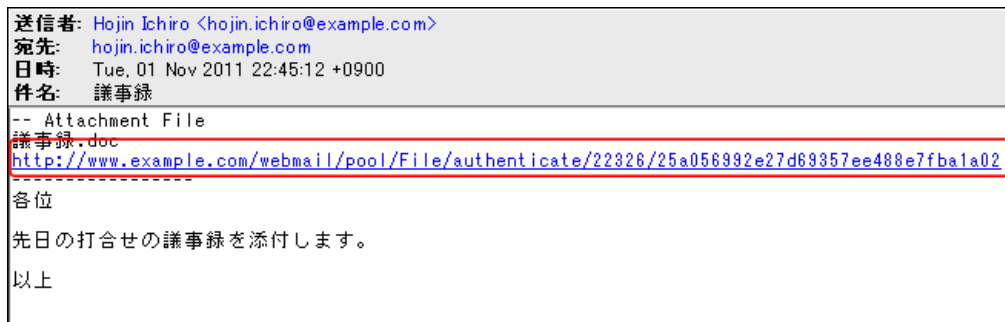 送信者: Hojin Ichiro <hojin.ichiro@example.com>
宛先: hojin.ichiro@example.com
日時: Tue, 01 Nov 2011 22:45:12 +0900
件名: 議事録
-- Attachment File
議事録.doc
http://www.example.com/webmail/pool/File/authenticate/22326/25a056992e27d69357ee488e7fba1a02
-----------------
各位
先日の打合せの議事録を添付します。
以上